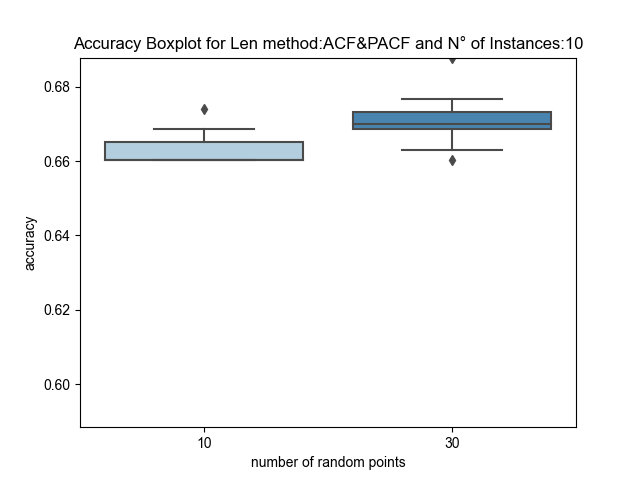 Accuracy Boxplot for Len method:ACF&PACF and N° of Instances:10
0.68
0.66
0.64
0.62
0.60
accuracy
10
30
number of random points